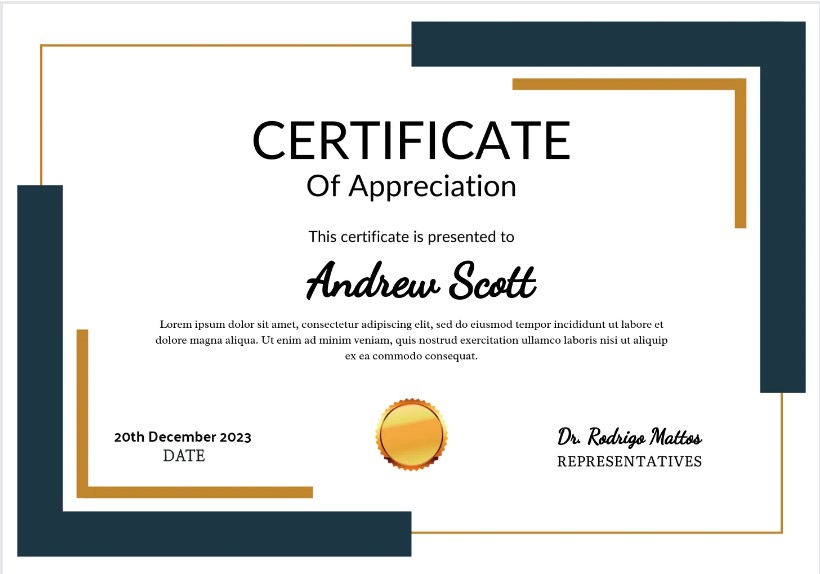 CERTIFICATE
Of Appreciation
This certificate is presented to
Andrew Scott
Lorem ipsum dolor sit amet, consectetur adipiscing elit, sed do eiusmod tempor incididunt ut labore et
dolore magna aliqua. Ut enim ad minim veniam, quis nostrud exercitation ullamco laboris nisi ut aliquip
ex ea commodo consequat.
20th December 2023
DATE
Dr. Rodrigo Mattos
REPRESENTATIVES